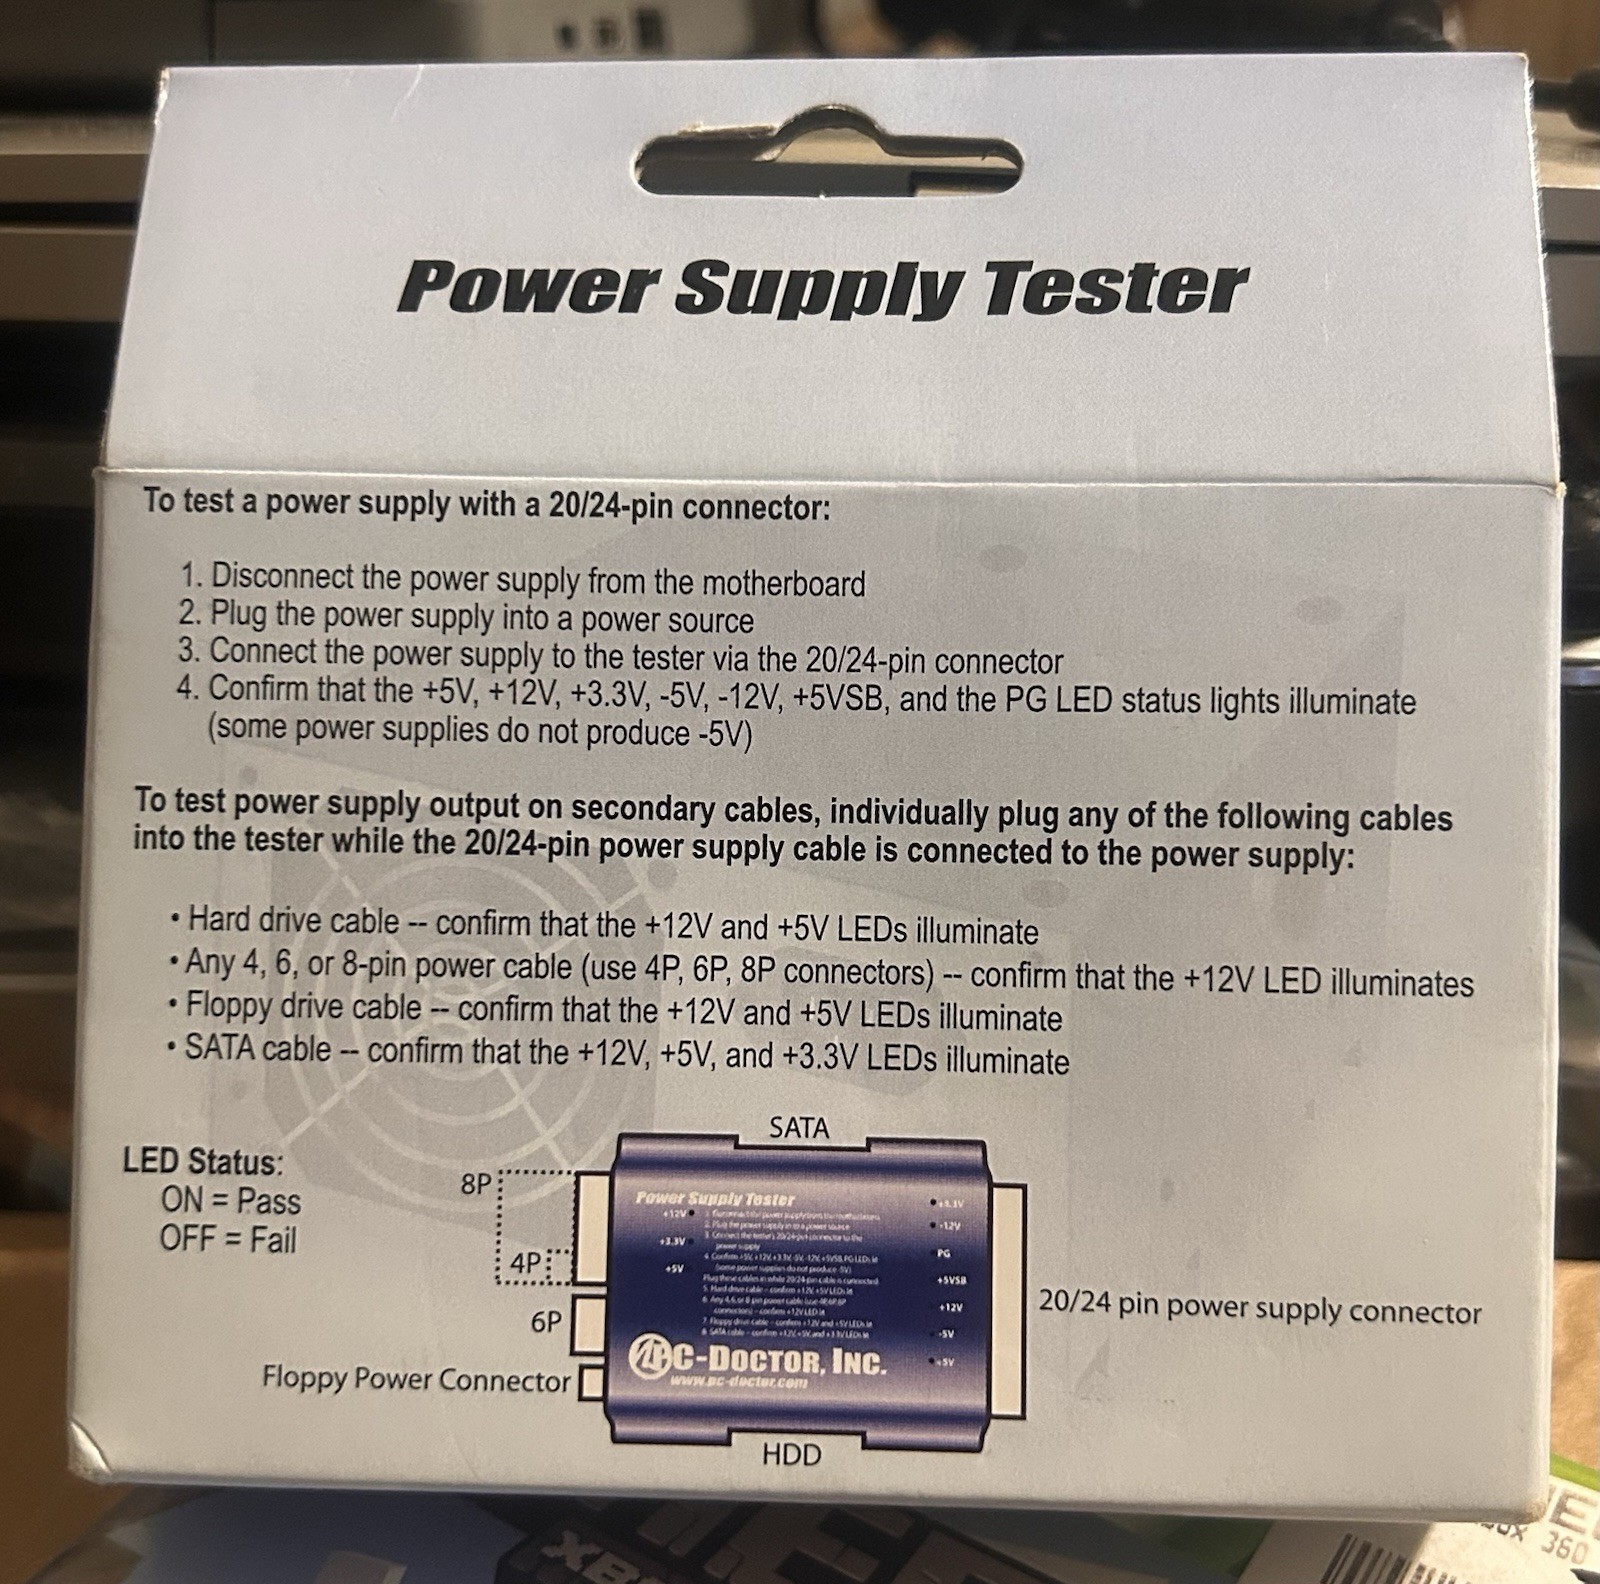 Power Supply Tester
To test a power supply with a 20/24-pin connector:
1. Disconnect the power supply from the motherboard
2. Plug the power supply into a power source
3. Connect the power supply to the tester via the 20/24-pin connector
4. Confirm that the +5V, +12V, +3.3V, -5V, -12V, +5VSB, and the PG LED status lights illuminate
(some power supplies do not produce -5V)
To test power supply output on secondary cables, individually plug any of the following cables
into the tester while the 20/24-pin power supply cable is connected to the power supply:
• Hard drive cable -- confirm that the +12V and +5V LEDs illuminate
• Any 4, 6, or 8-pin power cable (use 4P, 6P, 8P connectors) -- confirm that the +12V LED illuminates
• Floppy drive cable -- confirm that the +12V and +5V LEDs illuminate
• SATA cable -- confirm that the +12V, +5V, and +3.3V LEDs illuminate
LED Status:
ON = Pass
OFF = Fail
SATA
8P
4P
6P
Floppy Power Connector
Power Supply Tester
+12V
+3.3V
+5V
+3.3V
-12V
PG
+5VSB
+12V
-5V
+5V
PC-DOCTOR, INC.
www.pc-doctor.com
20/24 pin power supply connector
HDD
360